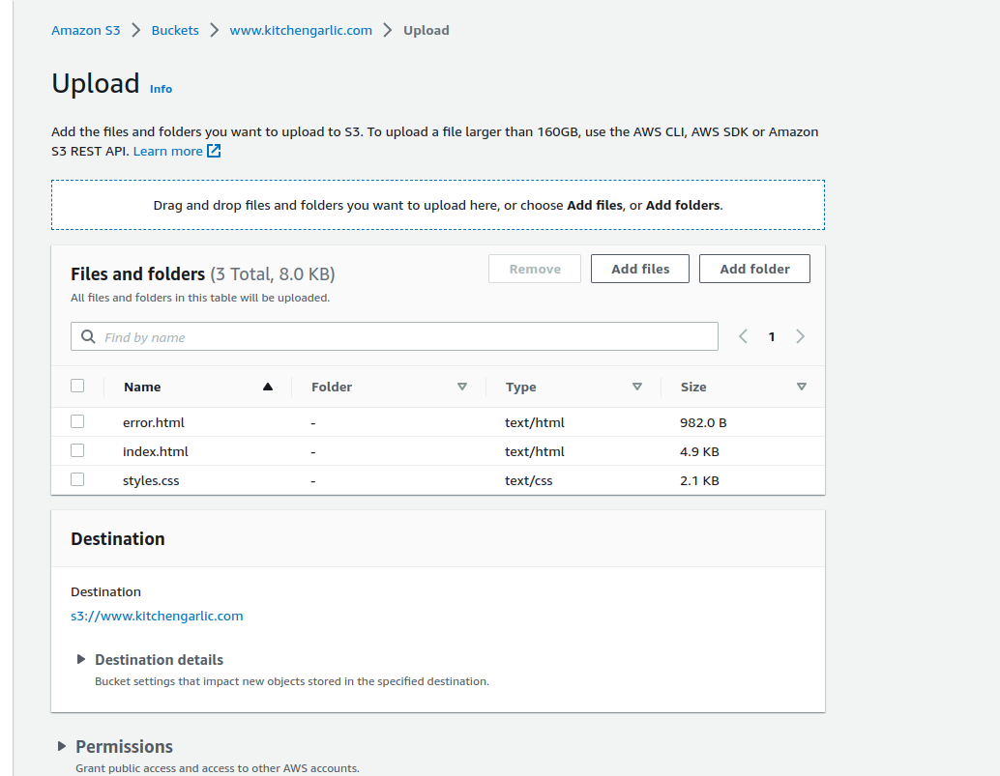 Amazon S3 > Buckets > www.kitchengarlic.com > Upload
Upload Info
Add the files and folders you want to upload to S3. To upload a file larger than 160GB, use the AWS CLI, AWS SDK or Amazon
S3 REST API. Learn more
Drag and drop files and folders you want to upload here, or choose Add files, or Add folders.
Files and folders (3 Total, 8.0 KB)
Remove
Add files
Add folder
All files and folders in this table will be uploaded.
Find by name
1
Name Folder Type Size
error.html - text/html 982.0 B
index.html - text/html 4.9 KB
styles.css - text/css 2.1 KB
Destination
Destination
s3://www.kitchengarlic.com
Destination details
Bucket settings that impact new objects stored in the specified destination.
Permissions
Grant public access and access to other AWS accounts.